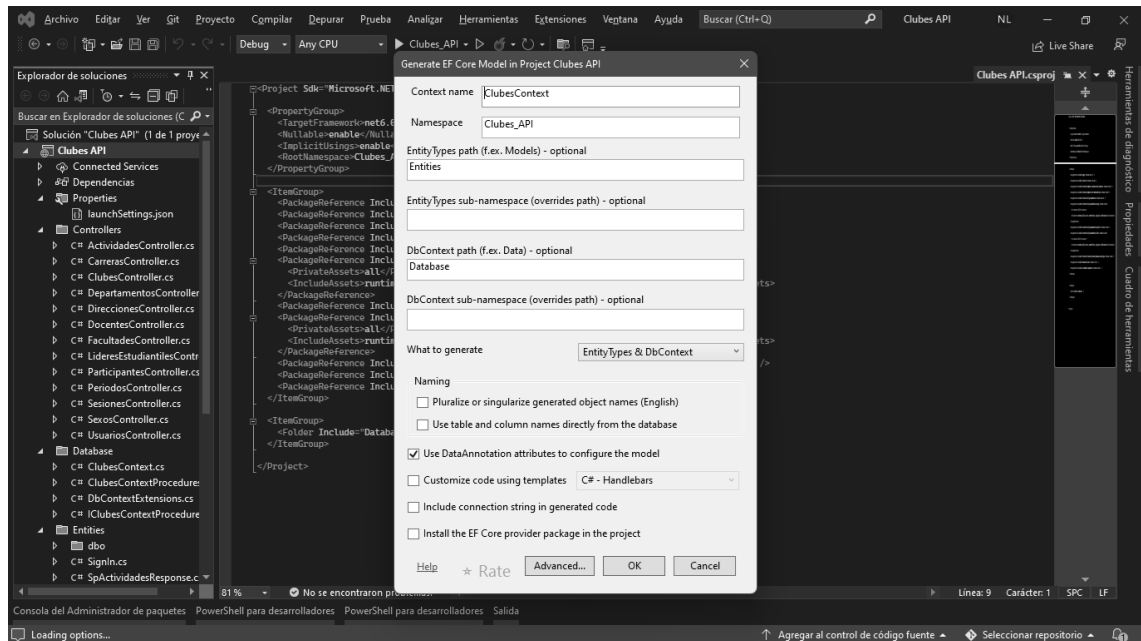 Archivo Editar Ver Git Proyecto Compilar Depurar Prueba Analizar Herramientas Extensiones Ventana Ayuda Buscar (Ctrl+Q) Clubes API NL
Debug Any CPU Clubes_API Live Share
Explorador de soluciones
Buscar en Explorador de soluciones (C
Solución "Clubes API" (1 de 1 proye
Clubes API
Connected Services
Dependencias
Properties
launchSettings.json
Controllers
C# ActividadesController.cs
C# CarrerasController.cs
C# ClubesController.cs
C# DepartamentosController
C# DireccionesController.cs
C# DocentesController.cs
C# FacultadesController.cs
C# LideresEstudiantilesContr
C# ParticipantesController.cs
C# PeriodosController.cs
C# SesionesController.cs
C# SexosController.cs
C# UsuariosController.cs
Database
C# ClubesContext.cs
C# ClubesContextProcedures
C# DbContextExtensions.cs
C# IClubesContextProcedure
Entities
dbo
C# SignIn.cs
C# SpActividadesResponse.c
Clubes API.csproj
<Project Sdk="Microsoft.NET
<PropertyGroup>
<TargetFramework>net6.0
<Nullable>enable</Nulla
<ImplicitUsings>enable<
<RootNamespace>Clubes_A
</PropertyGroup>
<ItemGroup>
<PackageReference Inclu
<PackageReference Inclu
<PackageReference Inclu
<PackageReference Inclu
<PackageReference Inclu
<PackageReference Inclu
<PrivateAssets>all</P
<IncludeAssets>runtim ts>
</PackageReference>
<PackageReference Inclu
<PackageReference Inclu
<PrivateAssets>all</P
<IncludeAssets>runtim ts>
</PackageReference>
<PackageReference Inclu />
<PackageReference Inclu
<PackageReference Inclu
</ItemGroup>
<ItemGroup>
<Folder Include="Databa
</ItemGroup>
</Project>
Generate EF Core Model in Project Clubes API
Context name ClubesContext
Namespace Clubes_API
EntityTypes path (f.ex. Models) - optional
Entities
EntityTypes sub-namespace (overrides path) - optional
DbContext path (f.ex. Data) - optional
Database
DbContext sub-namespace (overrides path) - optional
What to generate EntityTypes & DbContext
Naming
Pluralize or singularize generated object names (English)
Use table and column names directly from the database
Use DataAnnotation attributes to configure the model
Customize code using templates C# - Handlebars
Include connection string in generated code
Install the EF Core provider package in the project
Help Rate Advanced... OK Cancel
Herramientas de diagnóstico
Propiedades
Cuadro de herramientas
81 % No se encontraron Línea: 9 Carácter: 1 SPC LF
Consola del Administrador de paquetes PowerShell para desarrolladores PowerShell para desarrolladores Salida
Loading options... Agregar al control de código fuente Seleccionar repositorio